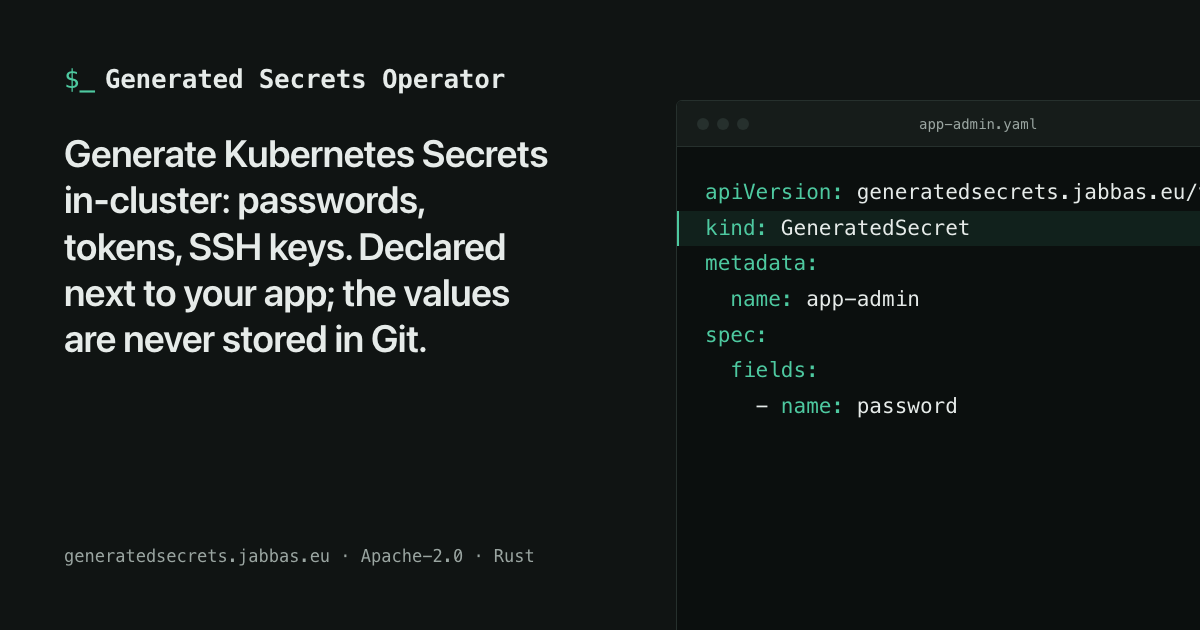 $_ Generated Secrets Operator
Generate Kubernetes Secrets
in-cluster: passwords,
tokens, SSH keys. Declared
next to your app; the values
are never stored in Git.
generatedsecrets.jabbas.eu · Apache-2.0 · Rust
app-admin.yaml
apiVersion: generatedsecrets.jabbas.eu/
kind: GeneratedSecret
metadata:
  name: app-admin
spec:
  fields:
    - name: password